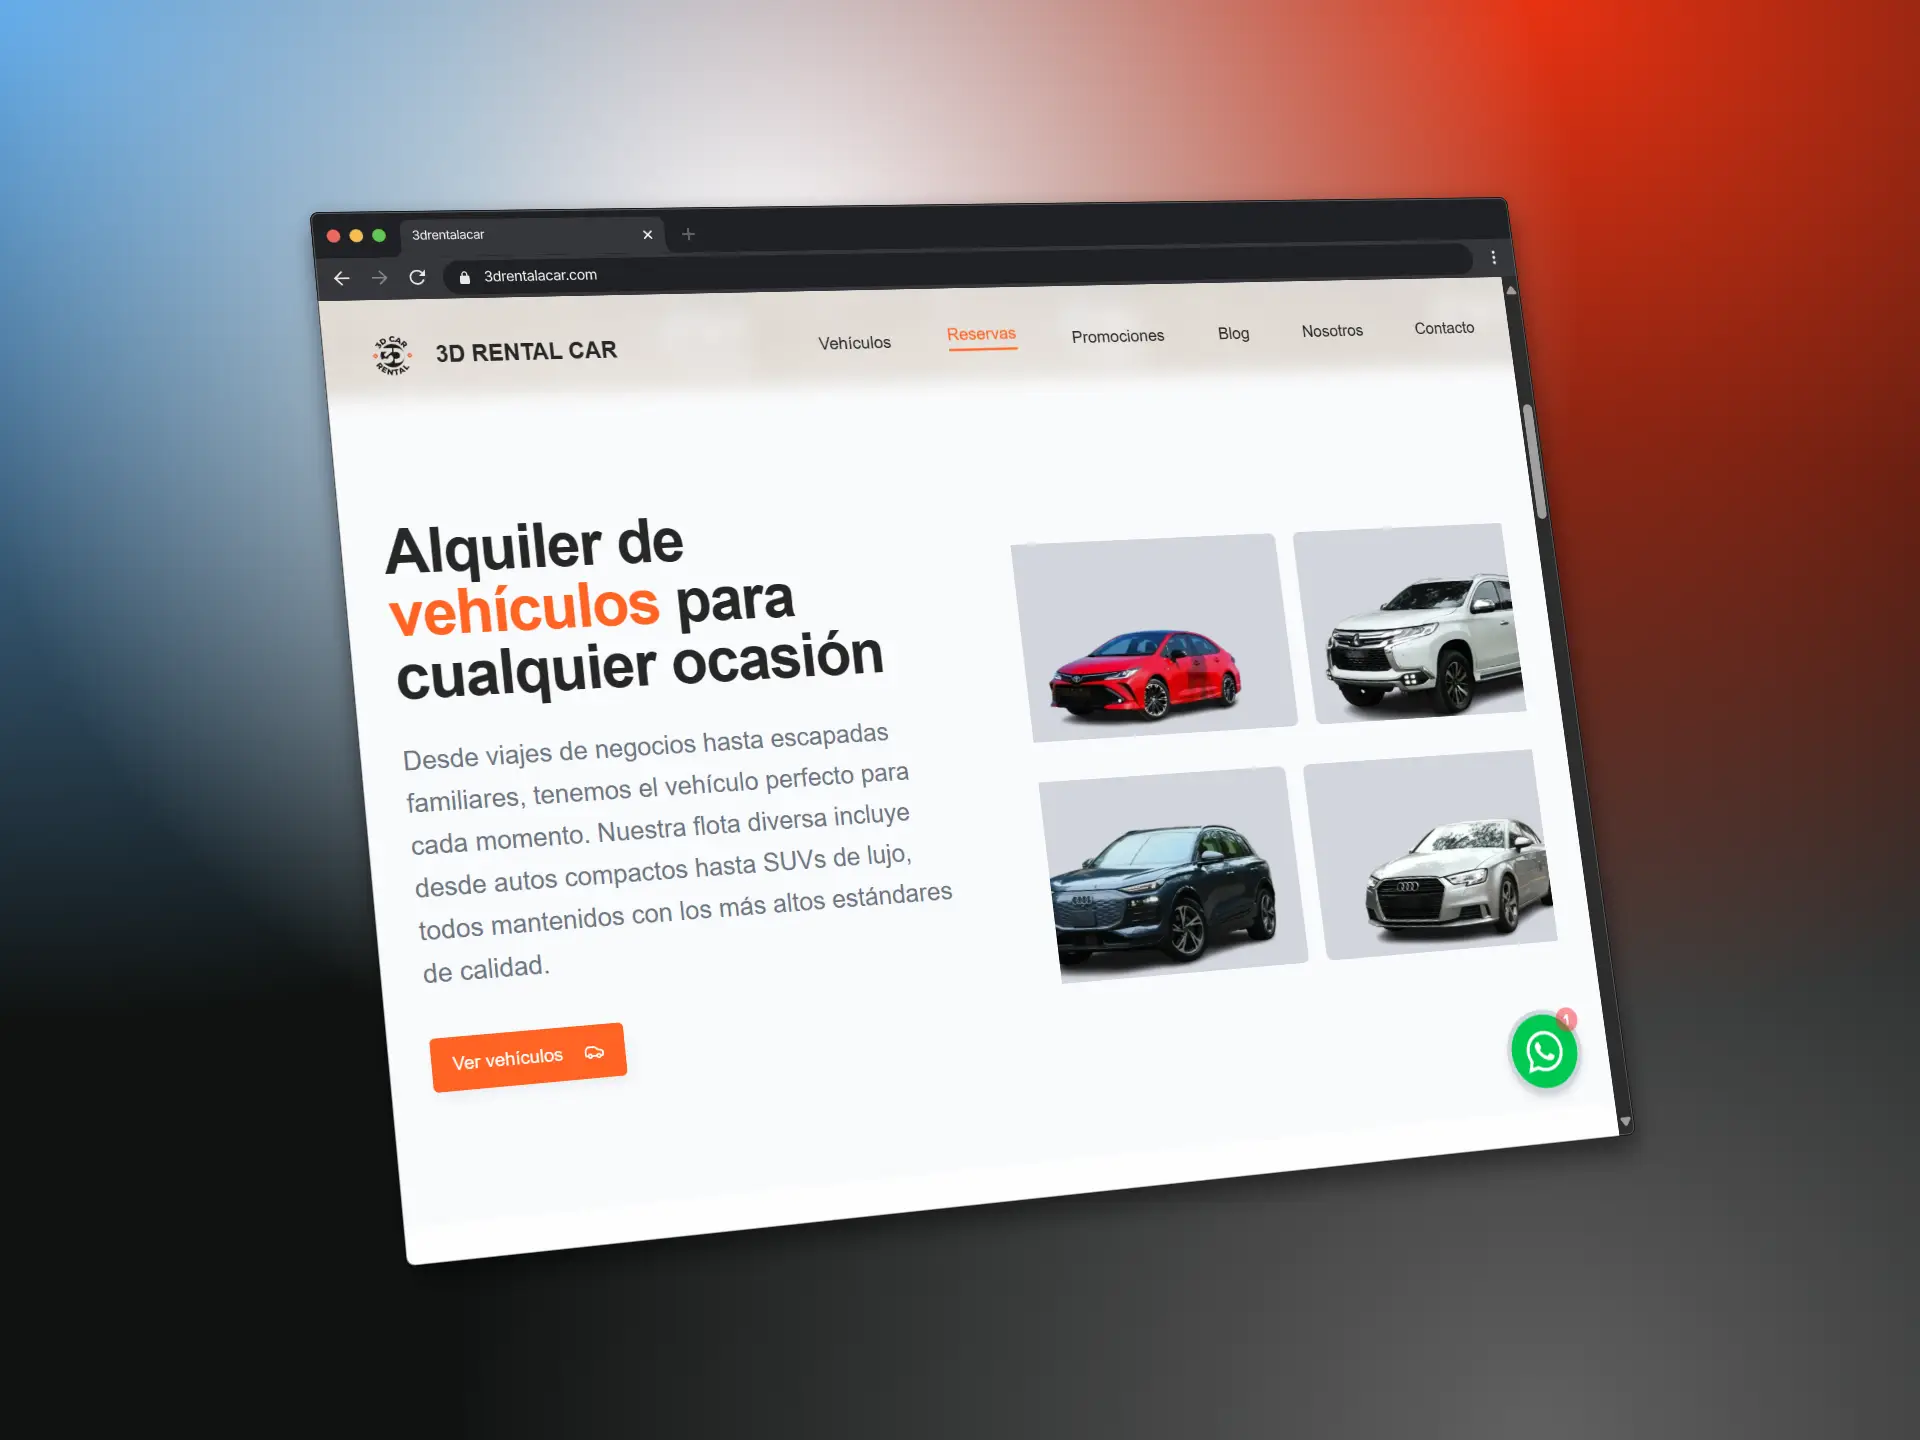 3drentalacar
3drentalacar.com
3D CAR
RENTAL
3D RENTAL CAR
Vehículos
Reservas
Promociones
Blog
Nosotros
Contacto
Alquiler de
vehículos para
cualquier ocasión
Desde viajes de negocios hasta escapadas
familiares, tenemos el vehículo perfecto para
cada momento. Nuestra flota diversa incluye
desde autos compactos hasta SUVs de lujo,
todos mantenidos con los más altos estándares
de calidad.
Ver vehículos
1